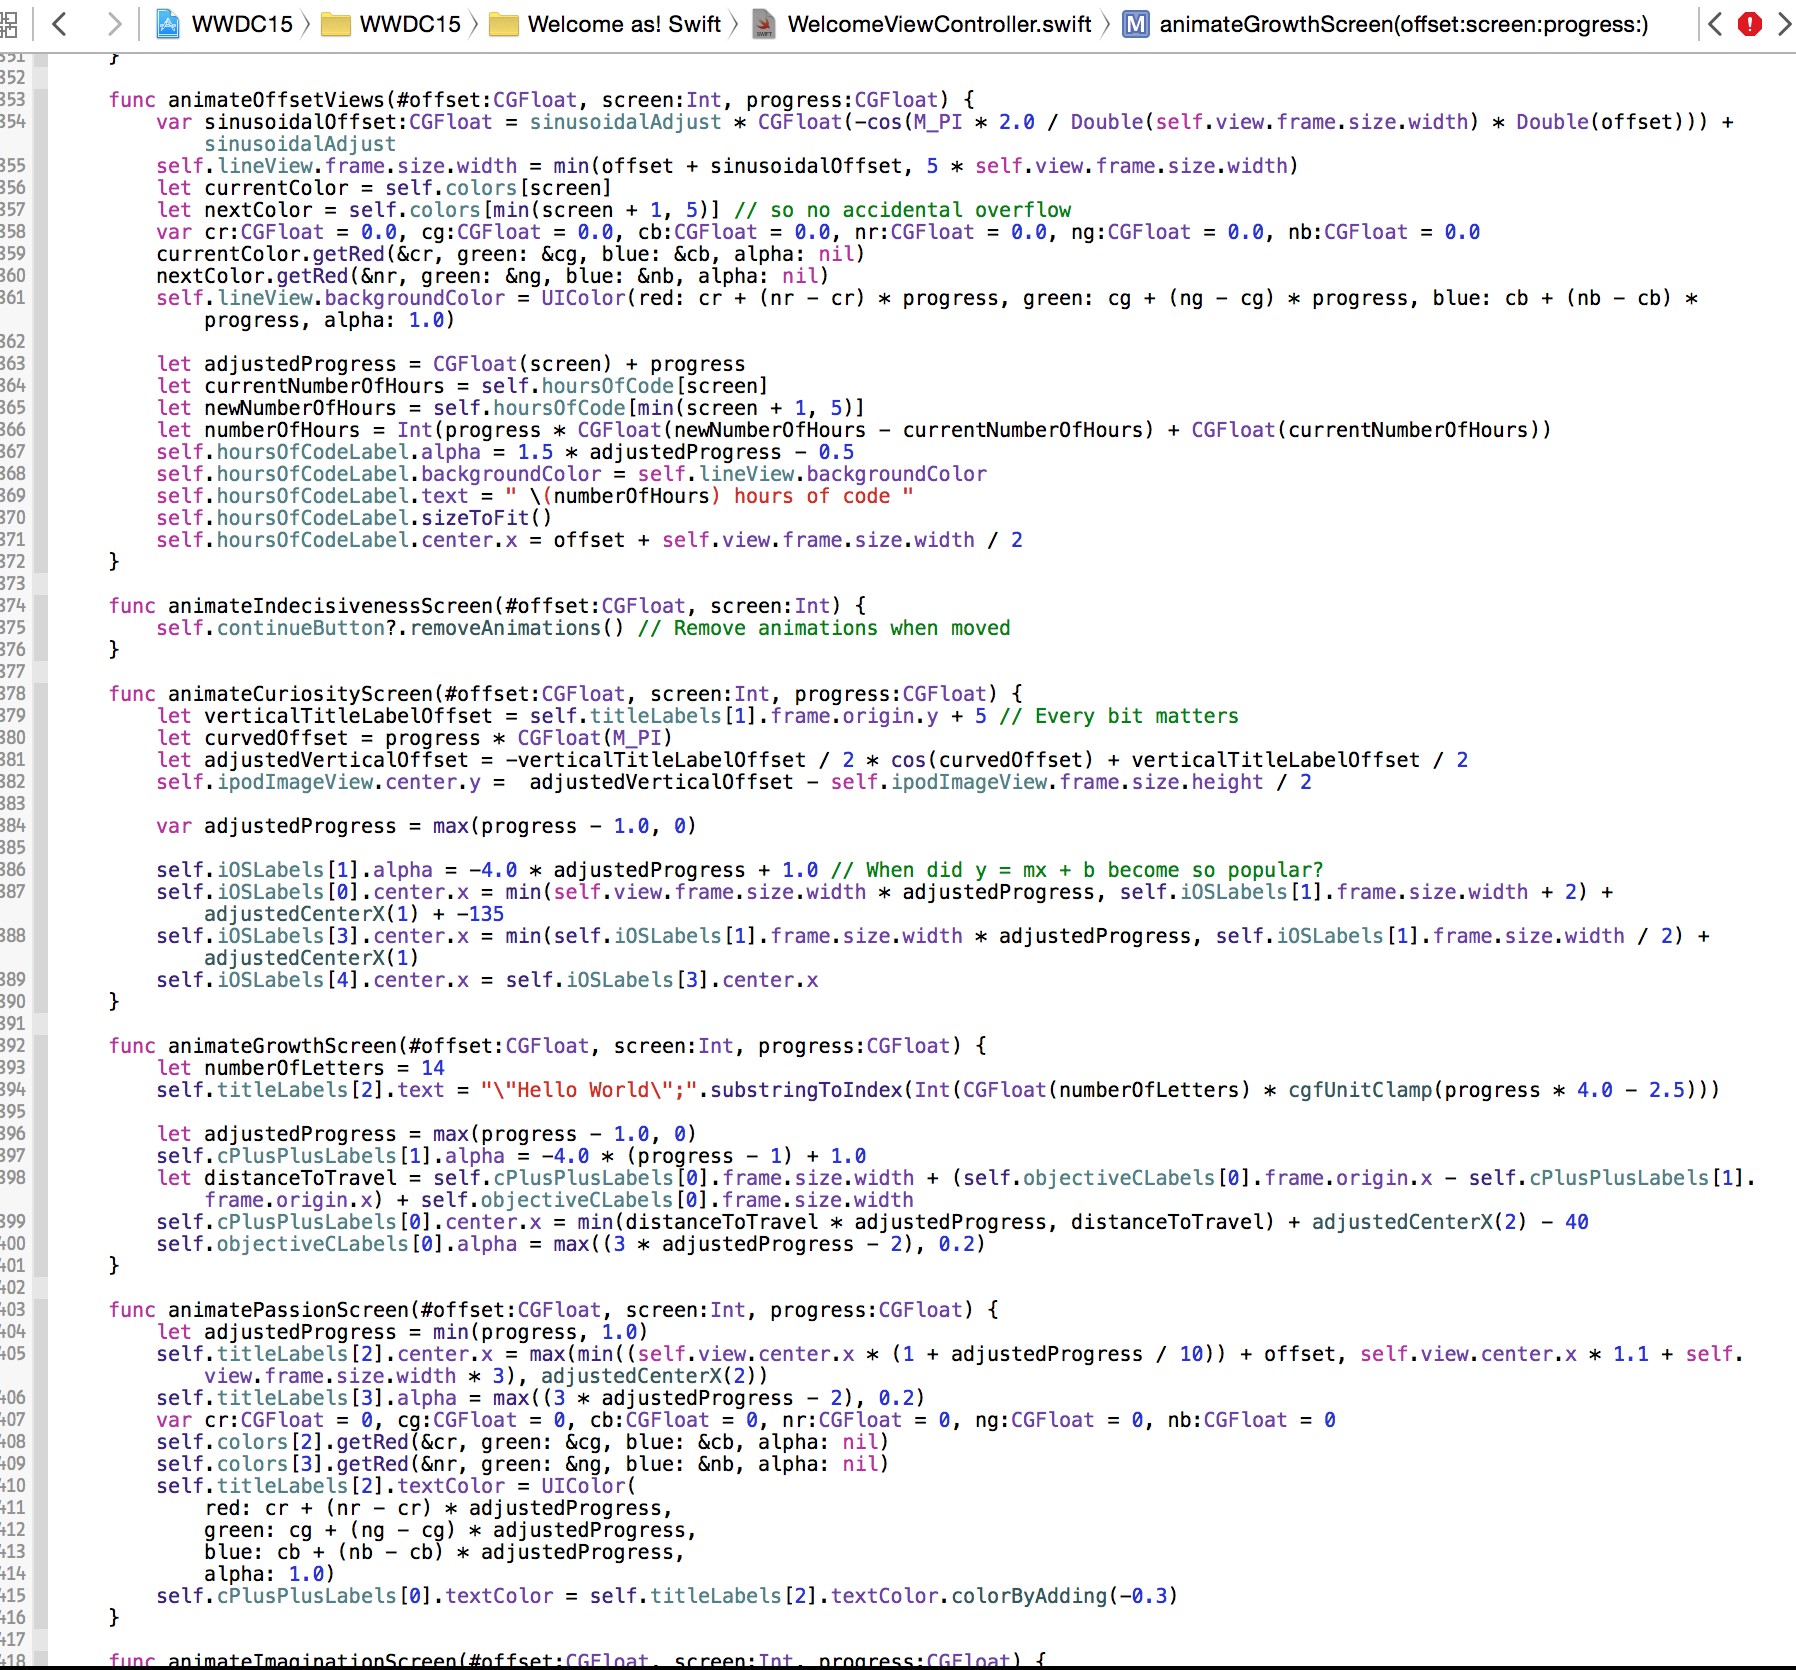 WWDC15 WWDC15 Welcome as! Swift WelcomeViewController.swift M animateGrowthScreen(offset:screen:progress:)
351 }
352
353 func animateOffsetViews(#offset:CGFloat, screen:Int, progress:CGFloat) {
354 var sinusoidalOffset:CGFloat = sinusoidalAdjust * CGFloat(-cos(M_PI * 2.0 / Double(self.view.frame.size.width) * Double(offset))) +
sinusoidalAdjust
355 self.lineView.frame.size.width = min(offset + sinusoidalOffset, 5 * self.view.frame.size.width)
356 let currentColor = self.colors[screen]
357 let nextColor = self.colors[min(screen + 1, 5)] // so no accidental overflow
358 var cr:CGFloat = 0.0, cg:CGFloat = 0.0, cb:CGFloat = 0.0, nr:CGFloat = 0.0, ng:CGFloat = 0.0, nb:CGFloat = 0.0
359 currentColor.getRed(&cr, green: &cg, blue: &cb, alpha: nil)
360 nextColor.getRed(&nr, green: &ng, blue: &nb, alpha: nil)
361 self.lineView.backgroundColor = UIColor(red: cr + (nr - cr) * progress, green: cg + (ng - cg) * progress, blue: cb + (nb - cb) *
progress, alpha: 1.0)
362
363 let adjustedProgress = CGFloat(screen) + progress
364 let currentNumberOfHours = self.hoursOfCode[screen]
365 let newNumberOfHours = self.hoursOfCode[min(screen + 1, 5)]
366 let numberOfHours = Int(progress * CGFloat(newNumberOfHours - currentNumberOfHours) + CGFloat(currentNumberOfHours))
367 self.hoursOfCodeLabel.alpha = 1.5 * adjustedProgress - 0.5
368 self.hoursOfCodeLabel.backgroundColor = self.lineView.backgroundColor
369 self.hoursOfCodeLabel.text = " \(numberOfHours) hours of code "
370 self.hoursOfCodeLabel.sizeToFit()
371 self.hoursOfCodeLabel.center.x = offset + self.view.frame.size.width / 2
372 }
373
374 func animateIndecisivenessScreen(#offset:CGFloat, screen:Int) {
375 self.continueButton?.removeAnimations() // Remove animations when moved
376 }
377
378 func animateCuriosityScreen(#offset:CGFloat, screen:Int, progress:CGFloat) {
379 let verticalTitleLabelOffset = self.titleLabels[1].frame.origin.y + 5 // Every bit matters
380 let curvedOffset = progress * CGFloat(M_PI)
381 let adjustedVerticalOffset = -verticalTitleLabelOffset / 2 * cos(curvedOffset) + verticalTitleLabelOffset / 2
382 self.ipodImageView.center.y =  adjustedVerticalOffset - self.ipodImageView.frame.size.height / 2
383
384 var adjustedProgress = max(progress - 1.0, 0)
385
386 self.iOSLabels[1].alpha = -4.0 * adjustedProgress + 1.0 // When did y = mx + b become so popular?
387 self.iOSLabels[0].center.x = min(self.view.frame.size.width * adjustedProgress, self.iOSLabels[1].frame.size.width + 2) +
adjustedCenterX(1) + -135
388 self.iOSLabels[3].center.x = min(self.iOSLabels[1].frame.size.width * adjustedProgress, self.iOSLabels[1].frame.size.width / 2) +
adjustedCenterX(1)
389 self.iOSLabels[4].center.x = self.iOSLabels[3].center.x
390 }
391
392 func animateGrowthScreen(#offset:CGFloat, screen:Int, progress:CGFloat) {
393 let numberOfLetters = 14
394 self.titleLabels[2].text = "\"Hello World\";".substringToIndex(Int(CGFloat(numberOfLetters) * cgfUnitClamp(progress * 4.0 - 2.5)))
395
396 let adjustedProgress = max(progress - 1.0, 0)
397 self.cPlusPlusLabels[1].alpha = -4.0 * (progress - 1) + 1.0
398 let distanceToTravel = self.cPlusPlusLabels[0].frame.size.width + (self.objectiveCLabels[0].frame.origin.x - self.cPlusPlusLabels[1].
frame.origin.x) + self.objectiveCLabels[0].frame.size.width
399 self.cPlusPlusLabels[0].center.x = min(distanceToTravel * adjustedProgress, distanceToTravel) + adjustedCenterX(2) - 40
400 self.objectiveCLabels[0].alpha = max((3 * adjustedProgress - 2), 0.2)
401 }
402
403 func animatePassionScreen(#offset:CGFloat, screen:Int, progress:CGFloat) {
404 let adjustedProgress = min(progress, 1.0)
405 self.titleLabels[2].center.x = max(min((self.view.center.x * (1 + adjustedProgress / 10)) + offset, self.view.center.x * 1.1 + self.
view.frame.size.width * 3), adjustedCenterX(2))
406 self.titleLabels[3].alpha = max((3 * adjustedProgress - 2), 0.2)
407 var cr:CGFloat = 0, cg:CGFloat = 0, cb:CGFloat = 0, nr:CGFloat = 0, ng:CGFloat = 0, nb:CGFloat = 0
408 self.colors[2].getRed(&cr, green: &cg, blue: &cb, alpha: nil)
409 self.colors[3].getRed(&nr, green: &ng, blue: &nb, alpha: nil)
410 self.titleLabels[2].textColor = UIColor(
411 red: cr + (nr - cr) * adjustedProgress,
412 green: cg + (ng - cg) * adjustedProgress,
413 blue: cb + (nb - cb) * adjustedProgress,
414 alpha: 1.0)
415 self.cPlusPlusLabels[0].textColor = self.titleLabels[2].textColor.colorByAdding(-0.3)
416 }
417
418 func animateImaginationScreen(#offset:CGFloat, screen:Int, progress:CGFloat) {